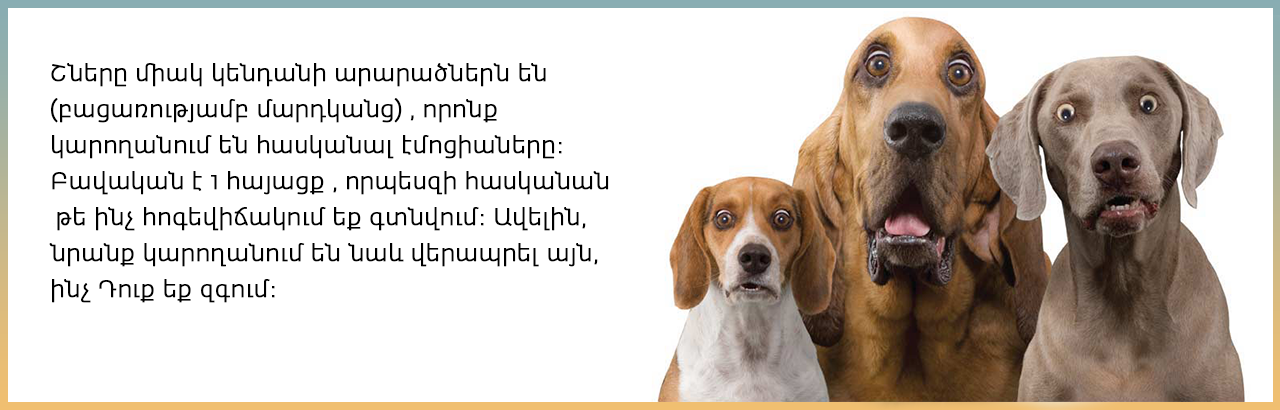 Շները միակ կենդանի արարածներն են
(բացառությամբ մարդկանց) , որոնք
կարողանում են հասկանալ էմոցիաները:
Բավական է 1 հայացք , որպեսզի հասկանան
թե ինչ հոգեվիճակում եք գտնվում: Ավելին,
նրանք կարողանում են նաև վերապրել այն,
ինչ Դուք եք զգում: